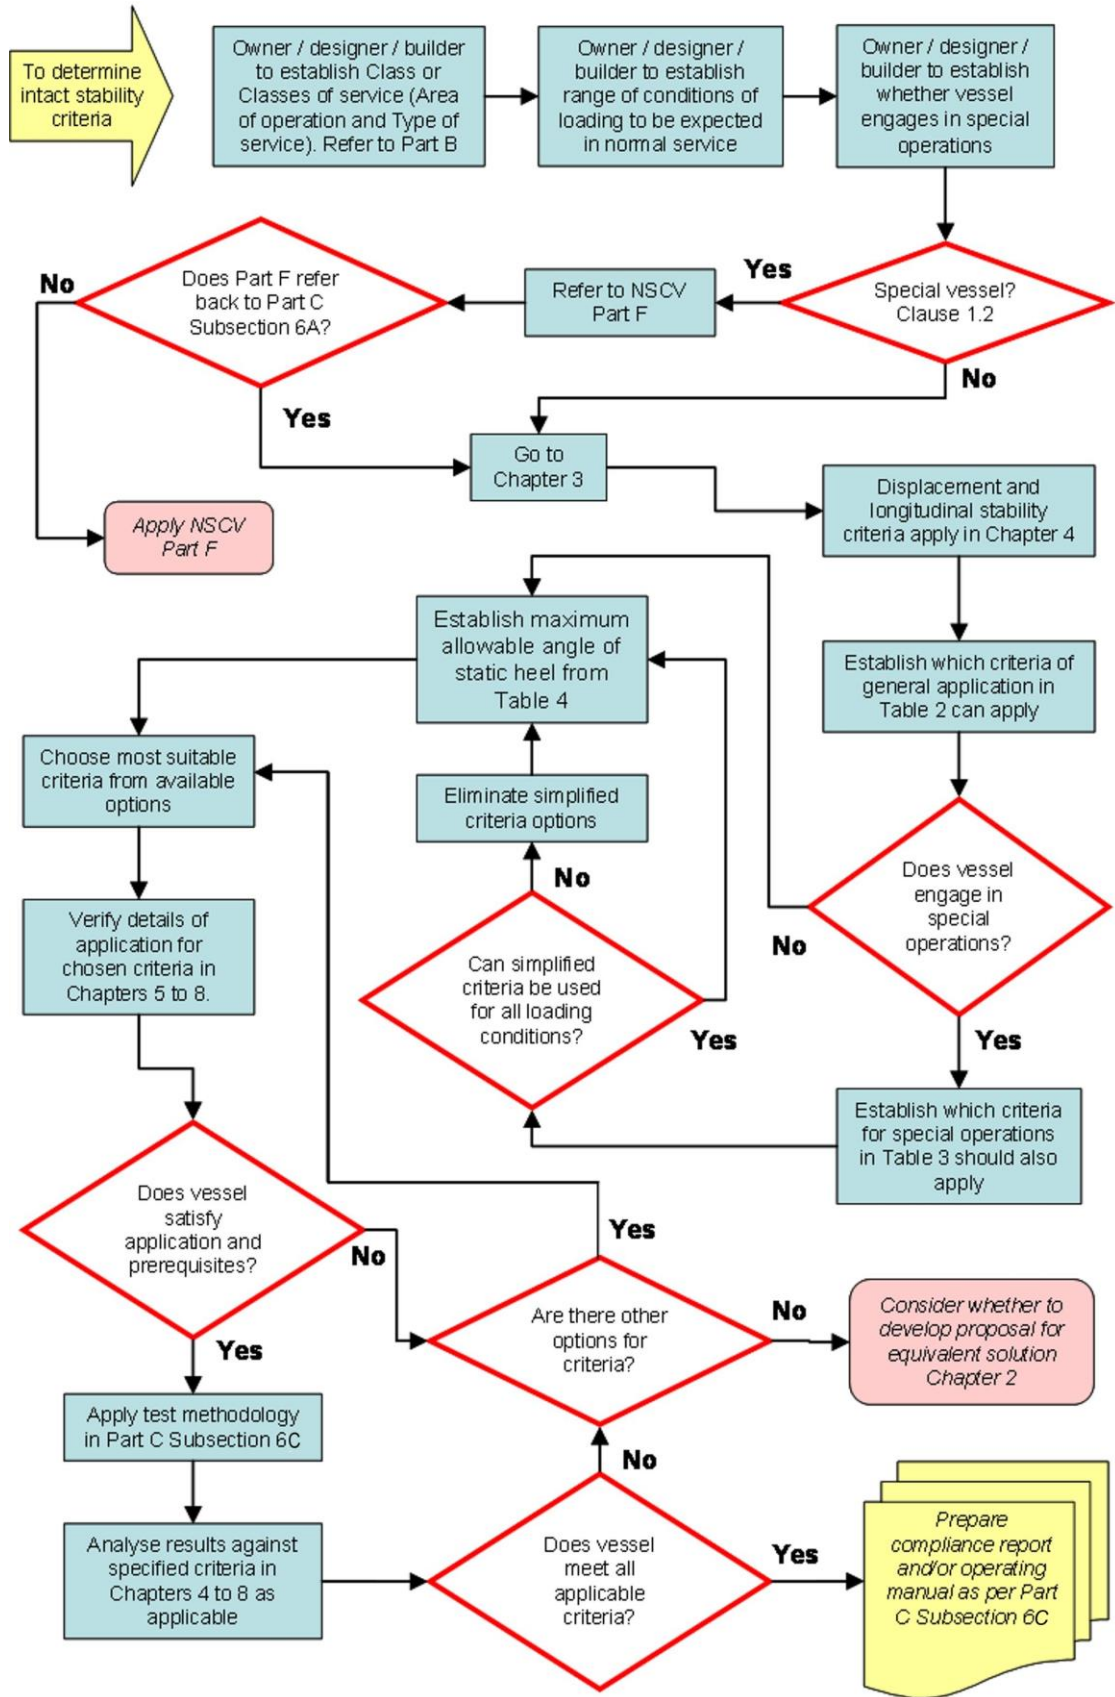 To determine
intact stability
criteria
Owner / designer / builder
to establish Class or
Classes of service (Area
of operation and Type of
service). Refer to Part B
Owner / designer /
builder to establish
range of conditions of
loading to be expected
in normal service
Owner / designer /
builder to establish
whether vessel
engages in special
operations
Special vessel?
Clause 1.2
Yes
No
Refer to NSCV
Part F
Does Part F refer
back to Part C
Subsection 6A?
No
Yes
Apply NSCV
Part F
Go to
Chapter 3
Displacement and
longitudinal stability
criteria apply in Chapter 4
Establish which criteria of
general application in
Table 2 can apply
Does vessel
engage in
special
operations?
No
Yes
Establish which criteria
for special operations
in Table 3 should also
apply
Can simplified
criteria be used
for all loading
conditions?
No
Yes
Eliminate simplified
criteria options
Establish maximum
allowable angle of
static heel from
Table 4
Choose most suitable
criteria from available
options
Verify details of
application for
chosen criteria in
Chapters 5 to 8.
Does vessel
satisfy
application and
prerequisites?
No
Yes
Apply test methodology
in Part C Subsection 6C
Analyse results against
specified criteria in
Chapters 4 to 8 as
applicable
Does vessel
meet all
applicable
criteria?
No
Yes
Are there other
options for
criteria?
Yes
No
Consider whether to
develop proposal for
equivalent solution
Chapter 2
Prepare
compliance report
and/or operating
manual as per Part
C Subsection 6C